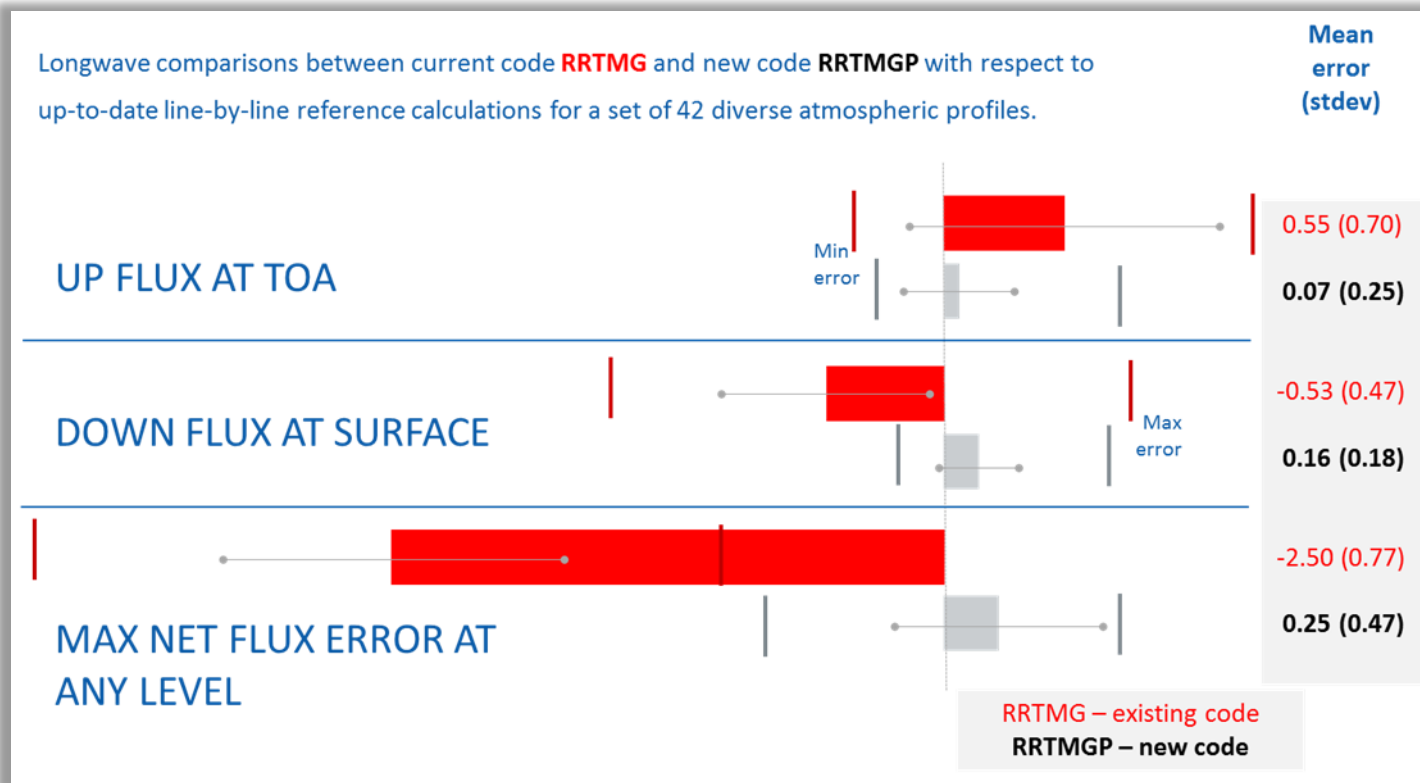 Longwave comparisons between current code RRTMG and new code RRTMGP with respect to
up-to-date line-by-line reference calculations for a set of 42 diverse atmospheric profiles.
Mean
error
(stdev)
UP FLUX AT TOA
Min
error
0.55 (0.70)
0.07 (0.25)
DOWN FLUX AT SURFACE
Max
error
-0.53 (0.47)
0.16 (0.18)
MAX NET FLUX ERROR AT
ANY LEVEL
-2.50 (0.77)
0.25 (0.47)
RRTMG – existing code
RRTMGP – new code